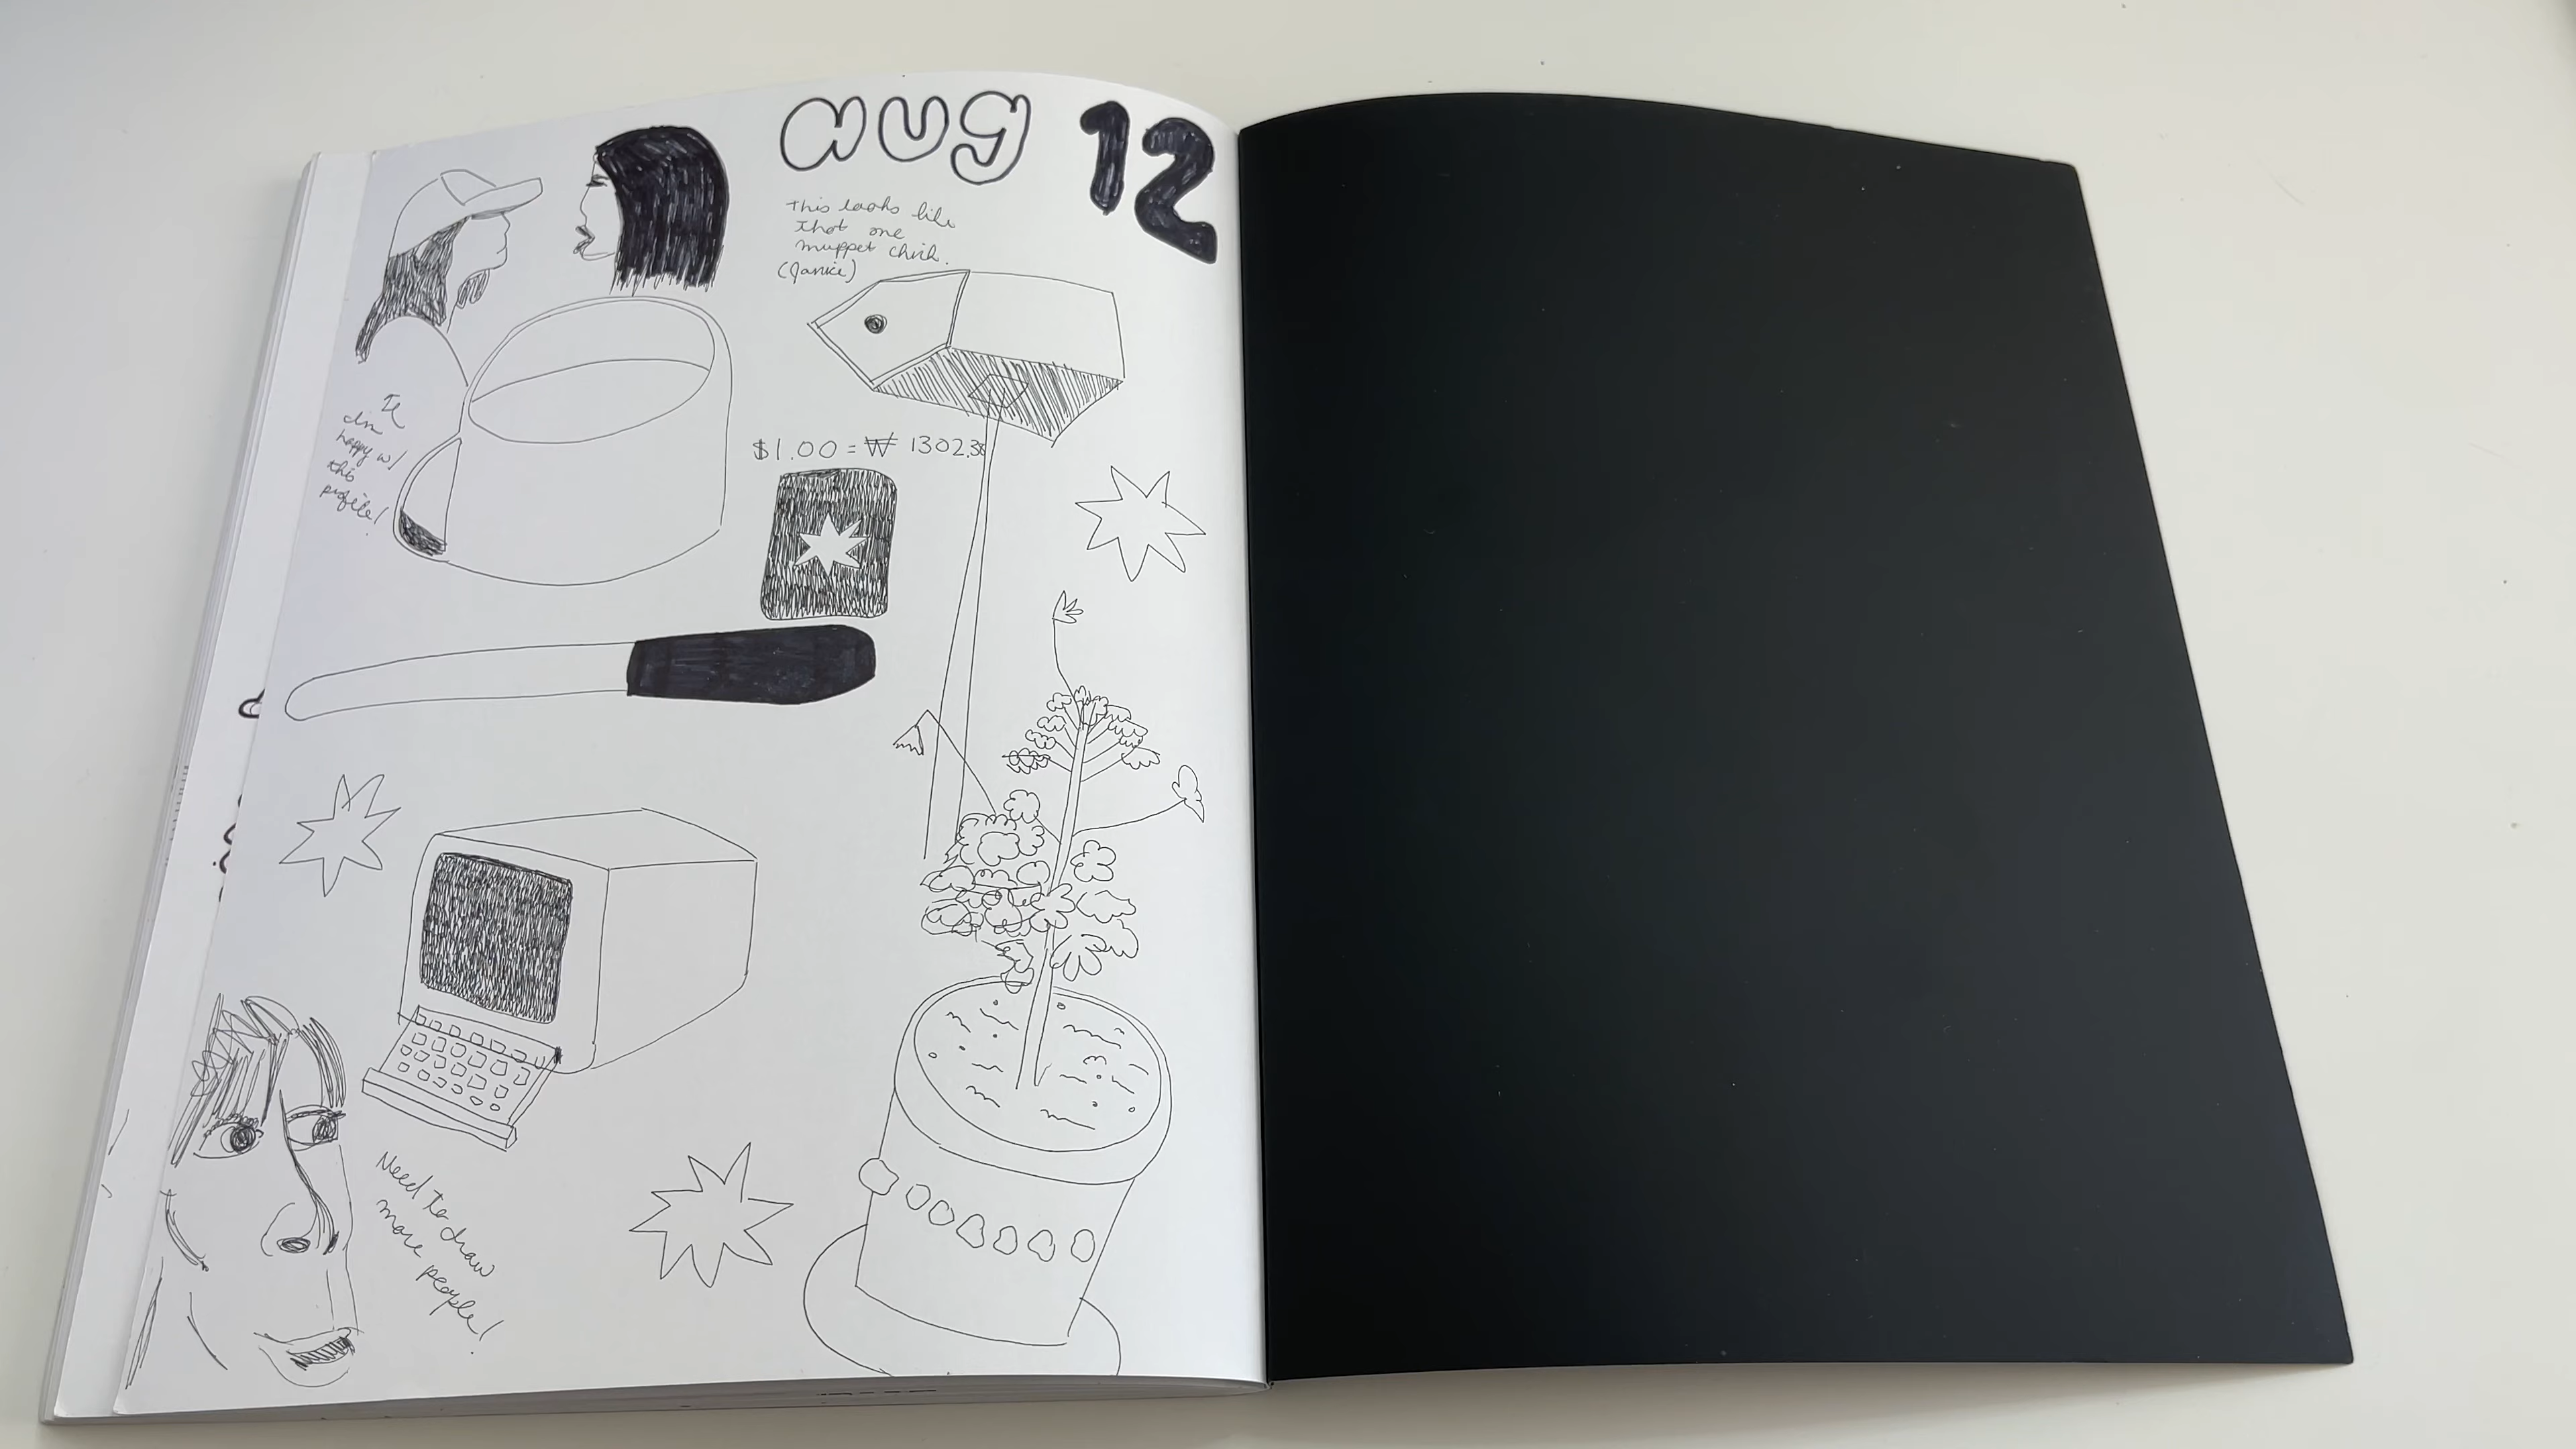 aug 12
This looks like
that one
muppet chick.
(Janice)
$1.00 = ₩ 1302.38
happy w/
this
profile!
Need to draw
more people!